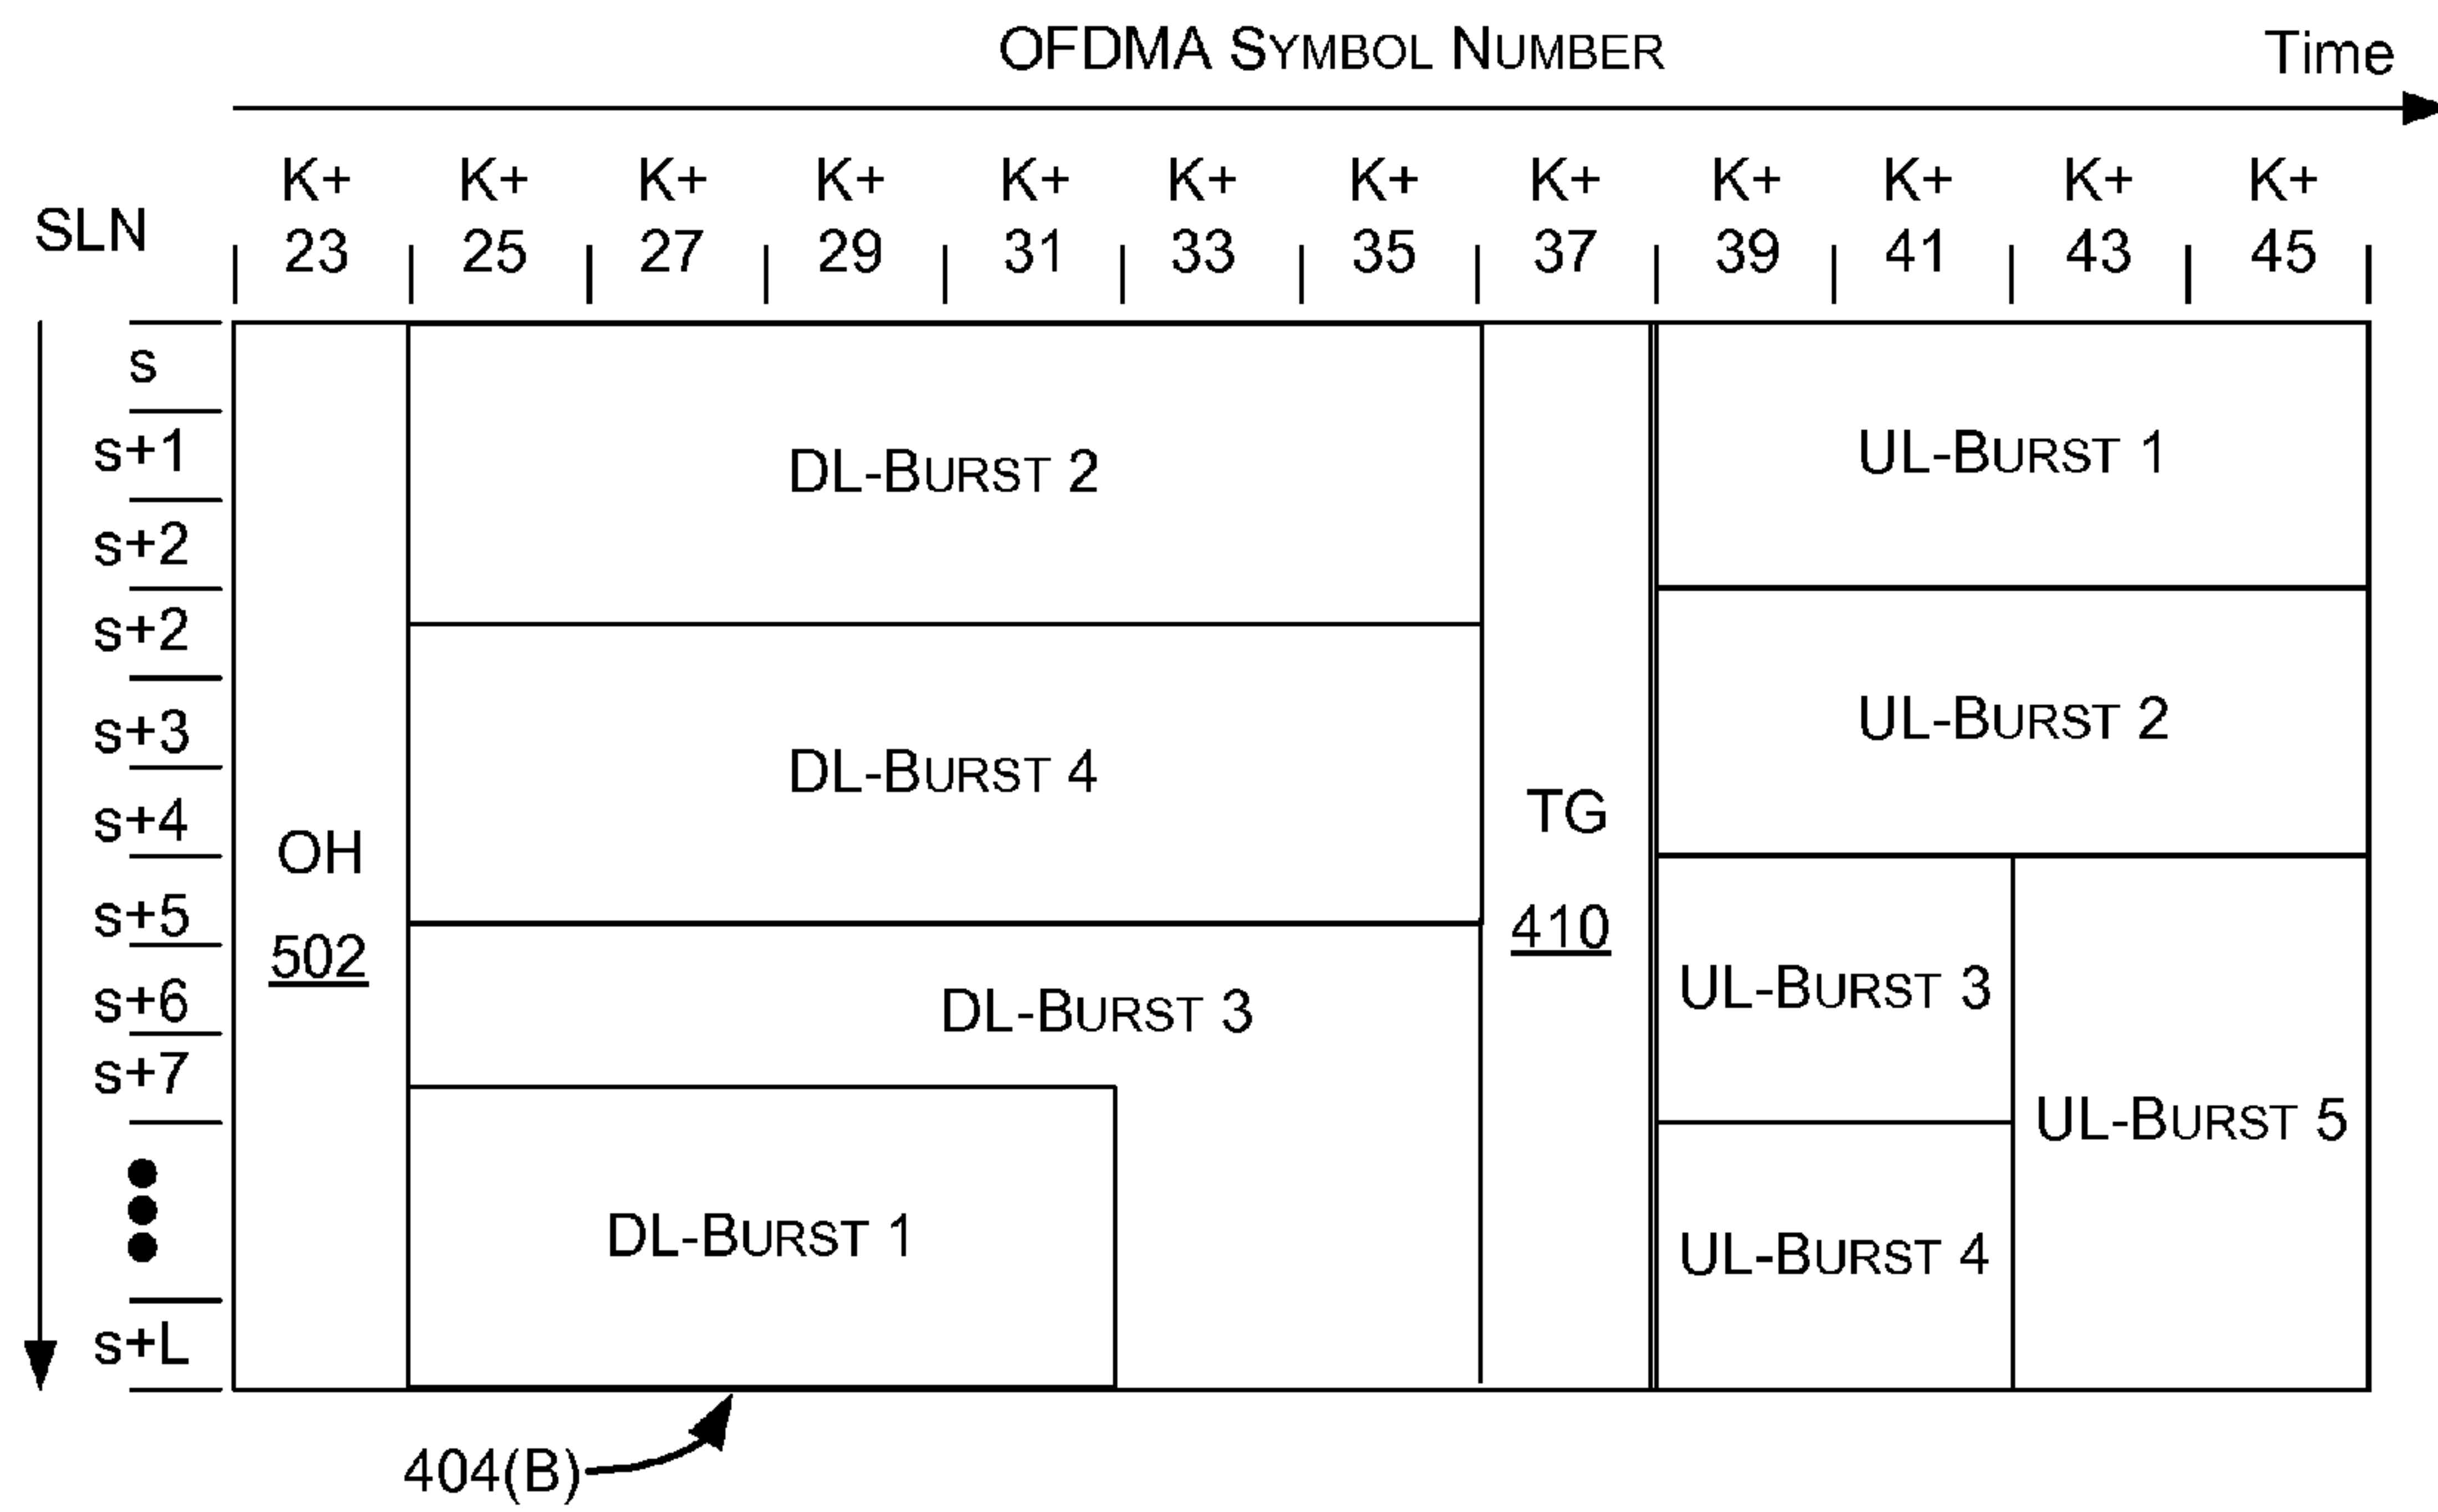 OFDMA SYMBOL NUMBER
Time
SLN
K+ K+ K+ K+ K+ K+ K+ K+ K+ K+ K+ K+
23 25 27 29 31 33 35 37 39 41 43 45
s
s+1
s+2
s+2
s+3
s+4
s+5
s+6
s+7
s+L
OH
502
DL-BURST 2
DL-BURST 4
DL-BURST 3
DL-BURST 1
TG
410
UL-BURST 1
UL-BURST 2
UL-BURST 3
UL-BURST 4
UL-BURST 5
404(B)